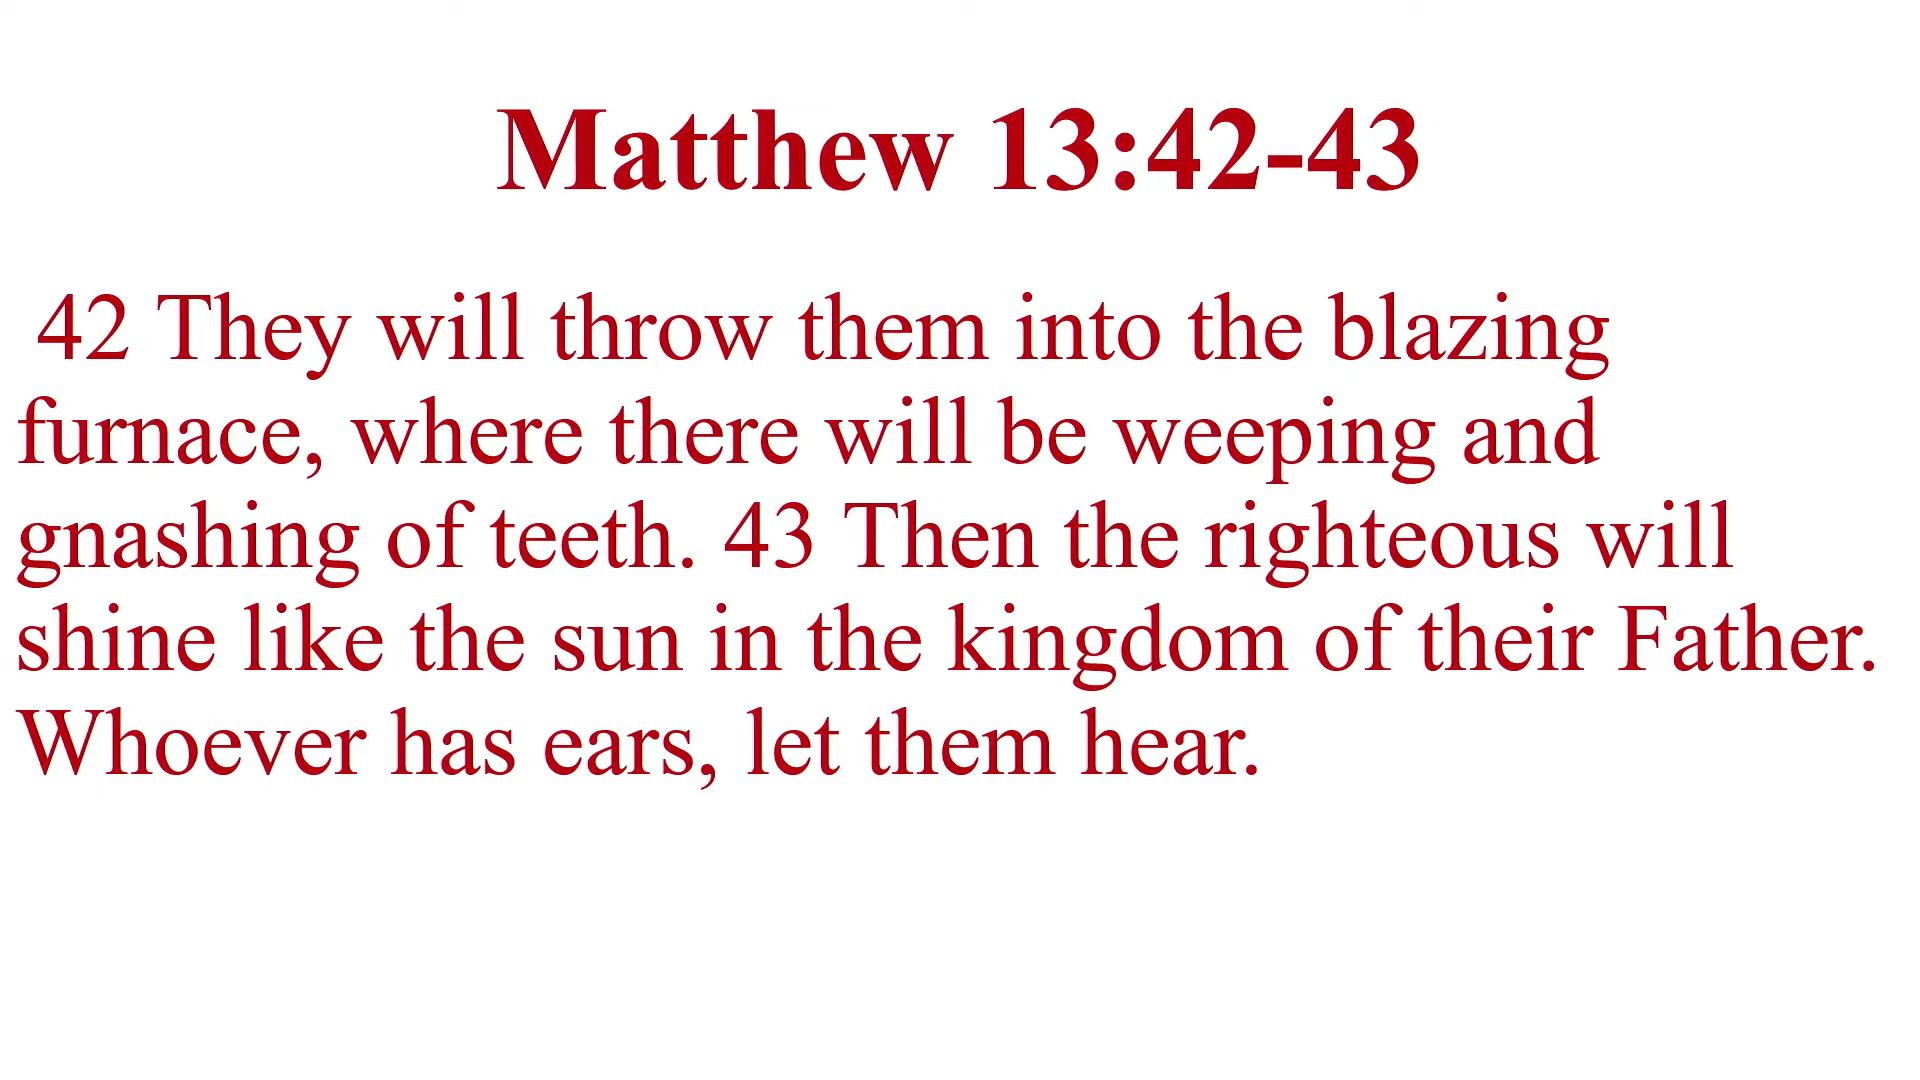 Matthew 13:42-43
42 They will throw them into the blazing
furnace, where there will be weeping and
gnashing of teeth. 43 Then the righteous will
shine like the sun in the kingdom of their Father.
Whoever has ears, let them hear.